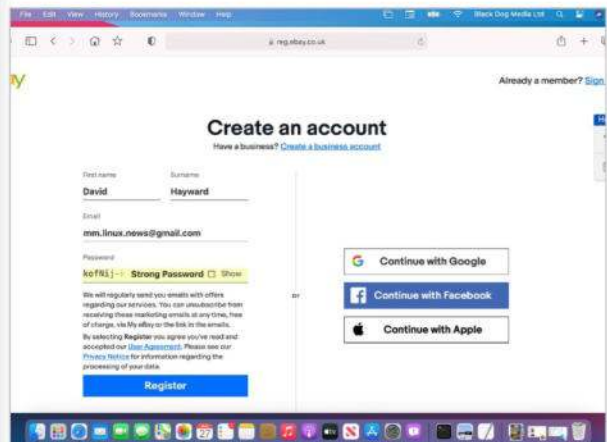 File Edit View History Bookmarks Window Help
Black Dog Media Ltd
reg.ebay.co.uk
Already a member? Sign
Create an account
Have a business? Create a business account
First name
Surname
David
Hayward
Email
mm.linux.news@gmail.com
Password
Strong Password
Show
We will regularly send you emails with offers
regarding our services. You can unsubscribe from
receiving these marketing emails at any time, free
of charge, via My eBay or the link in the emails.
By selecting Register you agree you've read and
accepted our User Agreement. Please see our
Privacy Notice for information regarding the
processing of your data.
Register
or
Continue with Google
Continue with Facebook
Continue with Apple
27